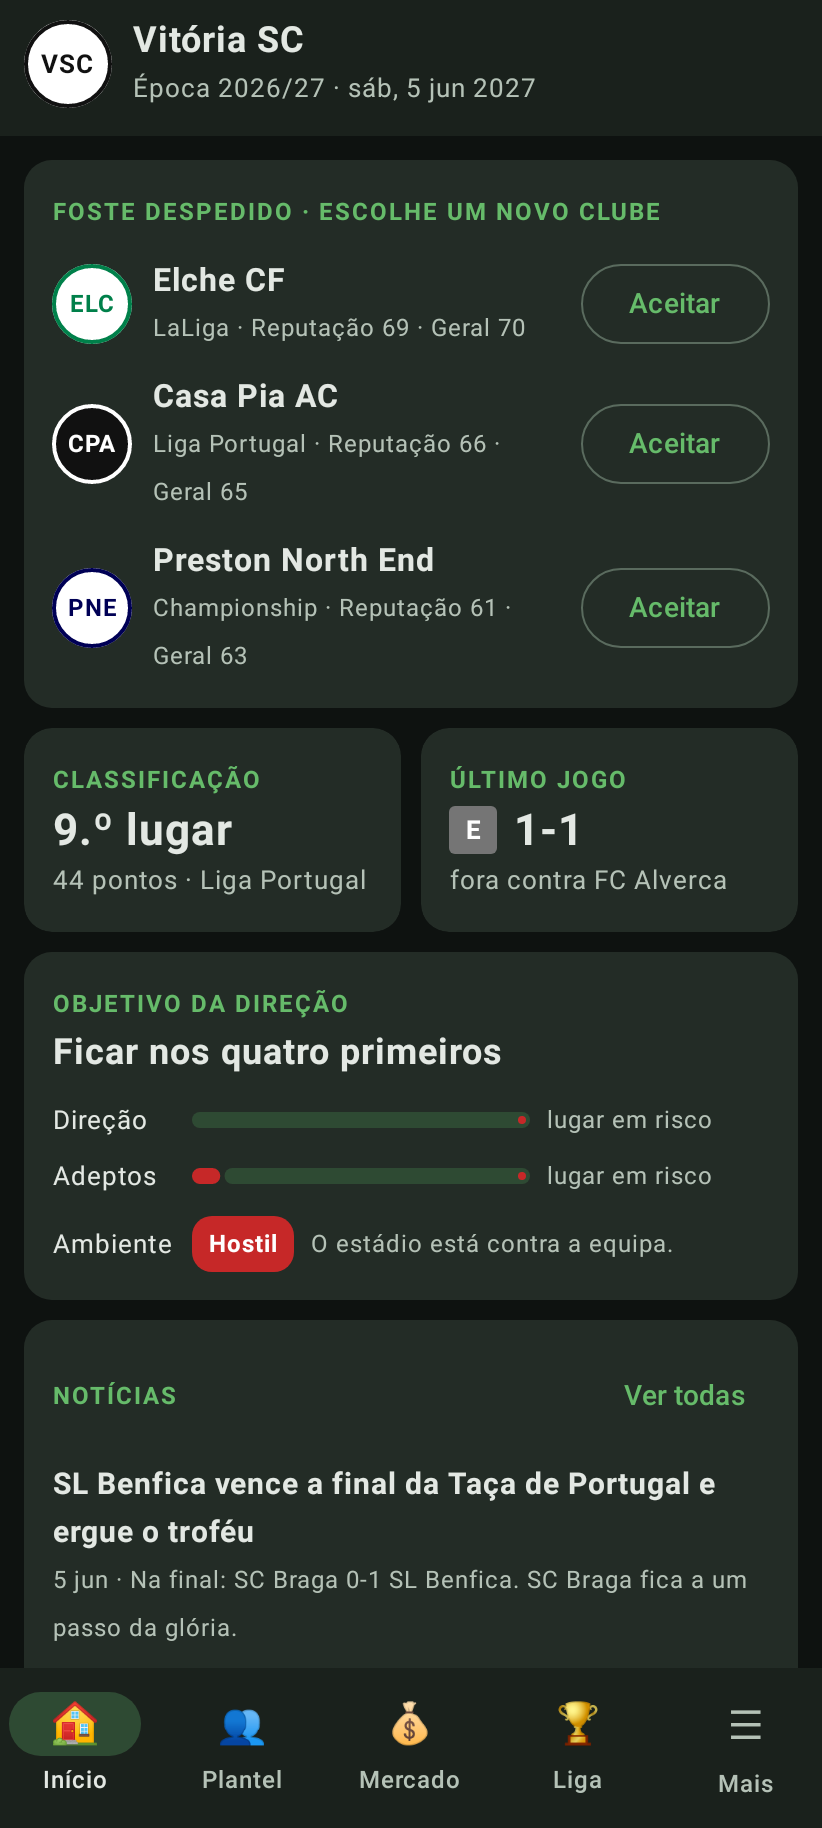 VSC
Vitória SC
Época 2026/27 · sáb, 5 jun 2027
FOSTE DESPEDIDO · ESCOLHE UM NOVO CLUBE
ELC
Elche CF
LaLiga · Reputação 69 · Geral 70
Aceitar
CPA
Casa Pia AC
Liga Portugal · Reputação 66 ·
Geral 65
Aceitar
PNE
Preston North End
Championship · Reputação 61 ·
Geral 63
Aceitar
CLASSIFICAÇÃO
9.º lugar
44 pontos · Liga Portugal
ÚLTIMO JOGO
E 1-1
fora contra FC Alverca
OBJETIVO DA DIREÇÃO
Ficar nos quatro primeiros
Direção lugar em risco
Adeptos lugar em risco
Ambiente Hostil O estádio está contra a equipa.
NOTÍCIAS
Ver todas
SL Benfica vence a final da Taça de Portugal e
ergue o troféu
5 jun · Na final: SC Braga 0-1 SL Benfica. SC Braga fica a um
passo da glória.
Início
Plantel
Mercado
Liga
Mais